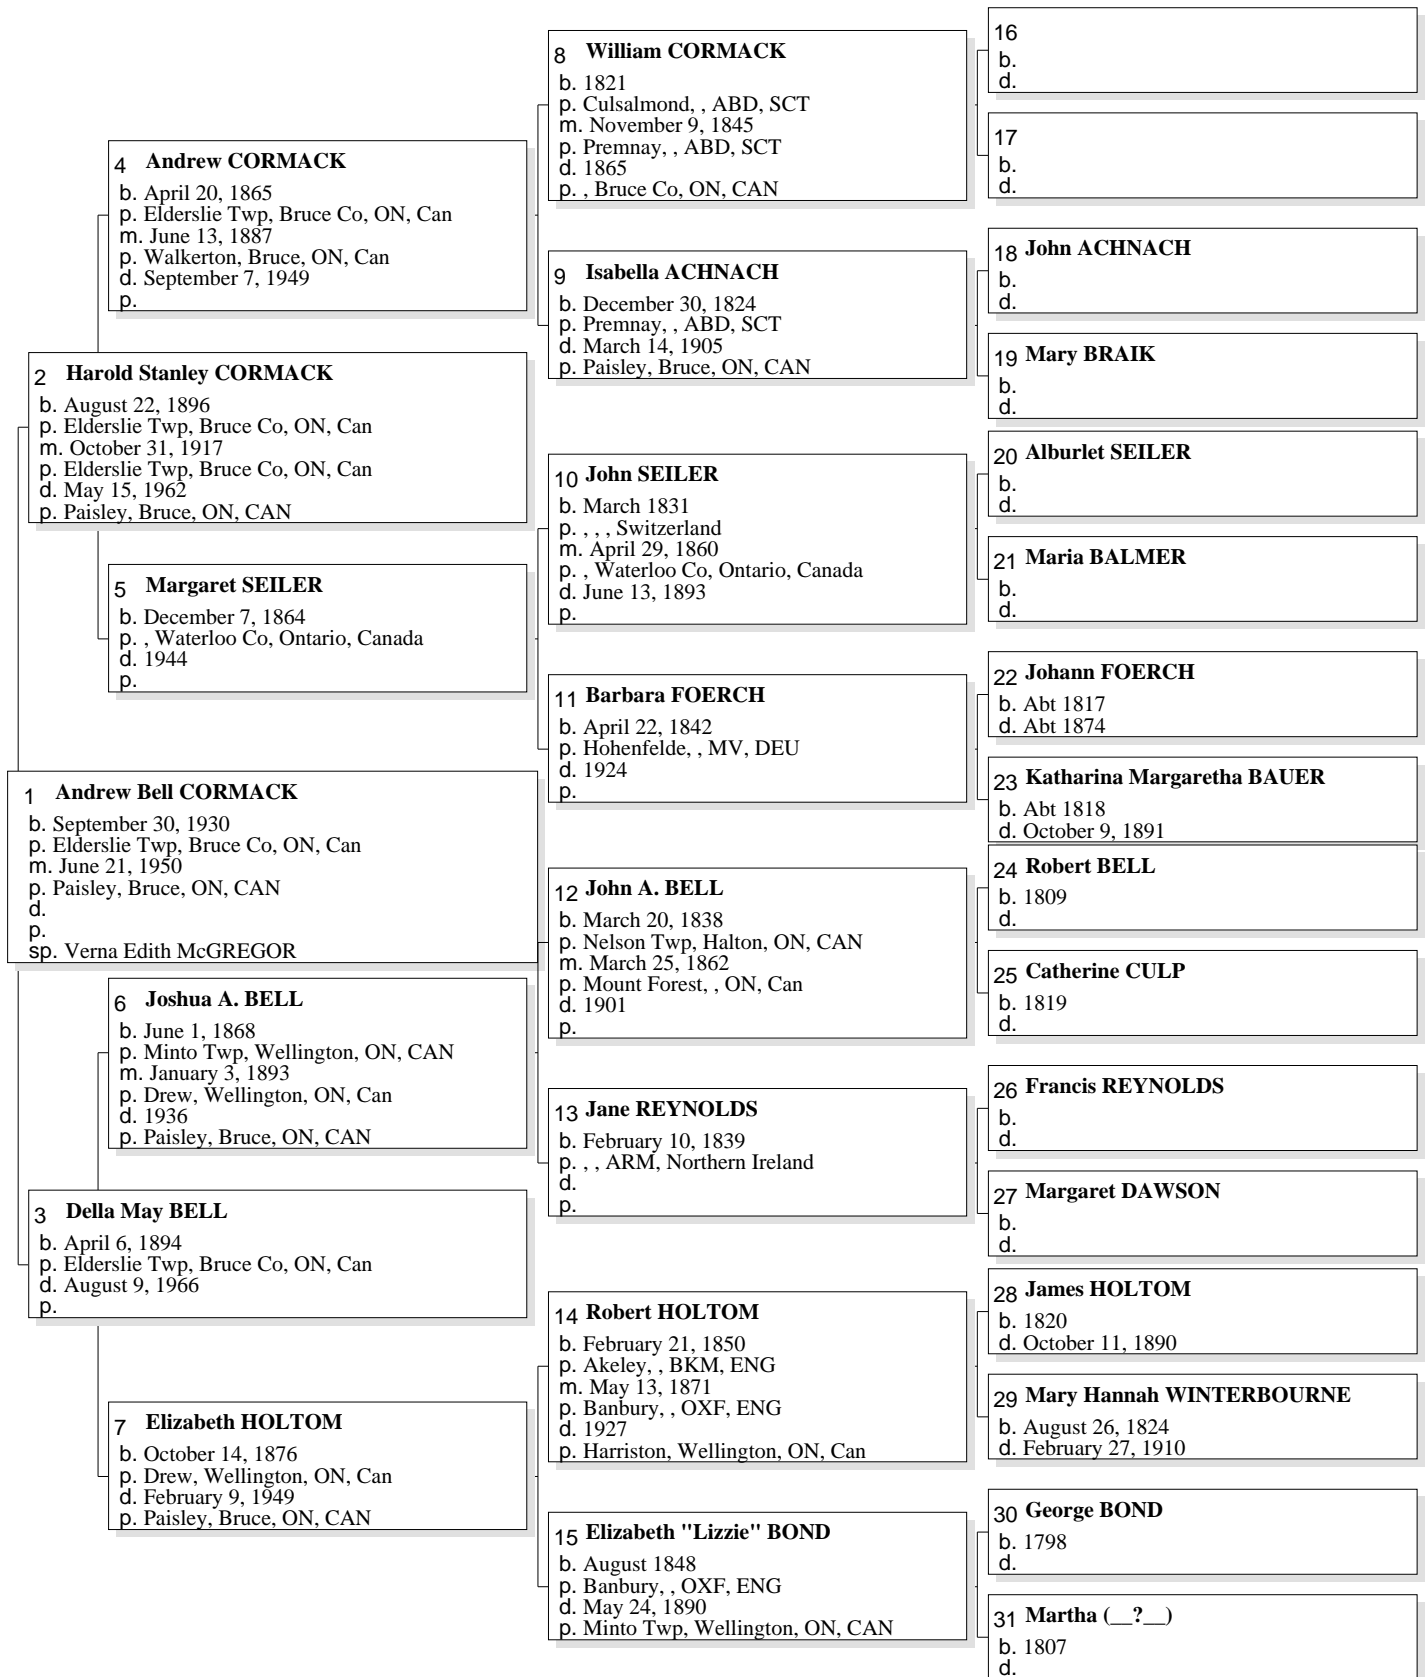 1 Andrew Bell CORMACK
b. September 30, 1930
p. Elderslie Twp, Bruce Co, ON, Can
m. June 21, 1950
p. Paisley, Bruce, ON, CAN
d.
p.
sp. Verna Edith McGREGOR
2 Harold Stanley CORMACK
b. August 22, 1896
p. Elderslie Twp, Bruce Co, ON, Can
m. October 31, 1917
p. Elderslie Twp, Bruce Co, ON, Can
d. May 15, 1962
p. Paisley, Bruce, ON, CAN
3 Della May BELL
b. April 6, 1894
p. Elderslie Twp, Bruce Co, ON, Can
d. August 9, 1966
p.
4 Andrew CORMACK
b. April 20, 1865
p. Elderslie Twp, Bruce Co, ON, Can
m. June 13, 1887
p. Walkerton, Bruce, ON, Can
d. September 7, 1949
p.
5 Margaret SEILER
b. December 7, 1864
p. , Waterloo Co, Ontario, Canada
d. 1944
p.
6 Joshua A. BELL
b. June 1, 1868
p. Minto Twp, Wellington, ON, CAN
m. January 3, 1893
p. Drew, Wellington, ON, Can
d. 1936
p. Paisley, Bruce, ON, CAN
7 Elizabeth HOLTOM
b. October 14, 1876
p. Drew, Wellington, ON, Can
d. February 9, 1949
p. Paisley, Bruce, ON, CAN
8 William CORMACK
b. 1821
p. Culsalmond, , ABD, SCT
m. November 9, 1845
p. Premnay, , ABD, SCT
d. 1865
p. , Bruce Co, ON, CAN
9 Isabella ACHNACH
b. December 30, 1824
p. Premnay, , ABD, SCT
d. March 14, 1905
p. Paisley, Bruce, ON, CAN
10 John SEILER
b. March 1831
p. , , , Switzerland
m. April 29, 1860
p. , Waterloo Co, Ontario, Canada
d. June 13, 1893
p.
11 Barbara FOERCH
b. April 22, 1842
p. Hohenfelde, , MV, DEU
d. 1924
p.
12 John A. BELL
b. March 20, 1838
p. Nelson Twp, Halton, ON, CAN
m. March 25, 1862
p. Mount Forest, , ON, Can
d. 1901
p.
13 Jane REYNOLDS
b. February 10, 1839
p. , , ARM, Northern Ireland
d.
p.
14 Robert HOLTOM
b. February 21, 1850
p. Akeley, , BKM, ENG
m. May 13, 1871
p. Banbury, , OXF, ENG
d. 1927
p. Harriston, Wellington, ON, Can
15 Elizabeth "Lizzie" BOND
b. August 1848
p. Banbury, , OXF, ENG
d. May 24, 1890
p. Minto Twp, Wellington, ON, CAN
16
b.
d.
17
b.
d.
18 John ACHNACH
b.
d.
19 Mary BRAIK
b.
d.
20 Alburlet SEILER
b.
d.
21 Maria BALMER
b.
d.
22 Johann FOERCH
b. Abt 1817
d. Abt 1874
23 Katharina Margaretha BAUER
b. Abt 1818
d. October 9, 1891
24 Robert BELL
b. 1809
d.
25 Catherine CULP
b. 1819
d.
26 Francis REYNOLDS
b.
d.
27 Margaret DAWSON
b.
d.
28 James HOLTOM
b. 1820
d. October 11, 1890
29 Mary Hannah WINTERBOURNE
b. August 26, 1824
d. February 27, 1910
30 George BOND
b. 1798
d.
31 Martha (__?__)
b. 1807
d.